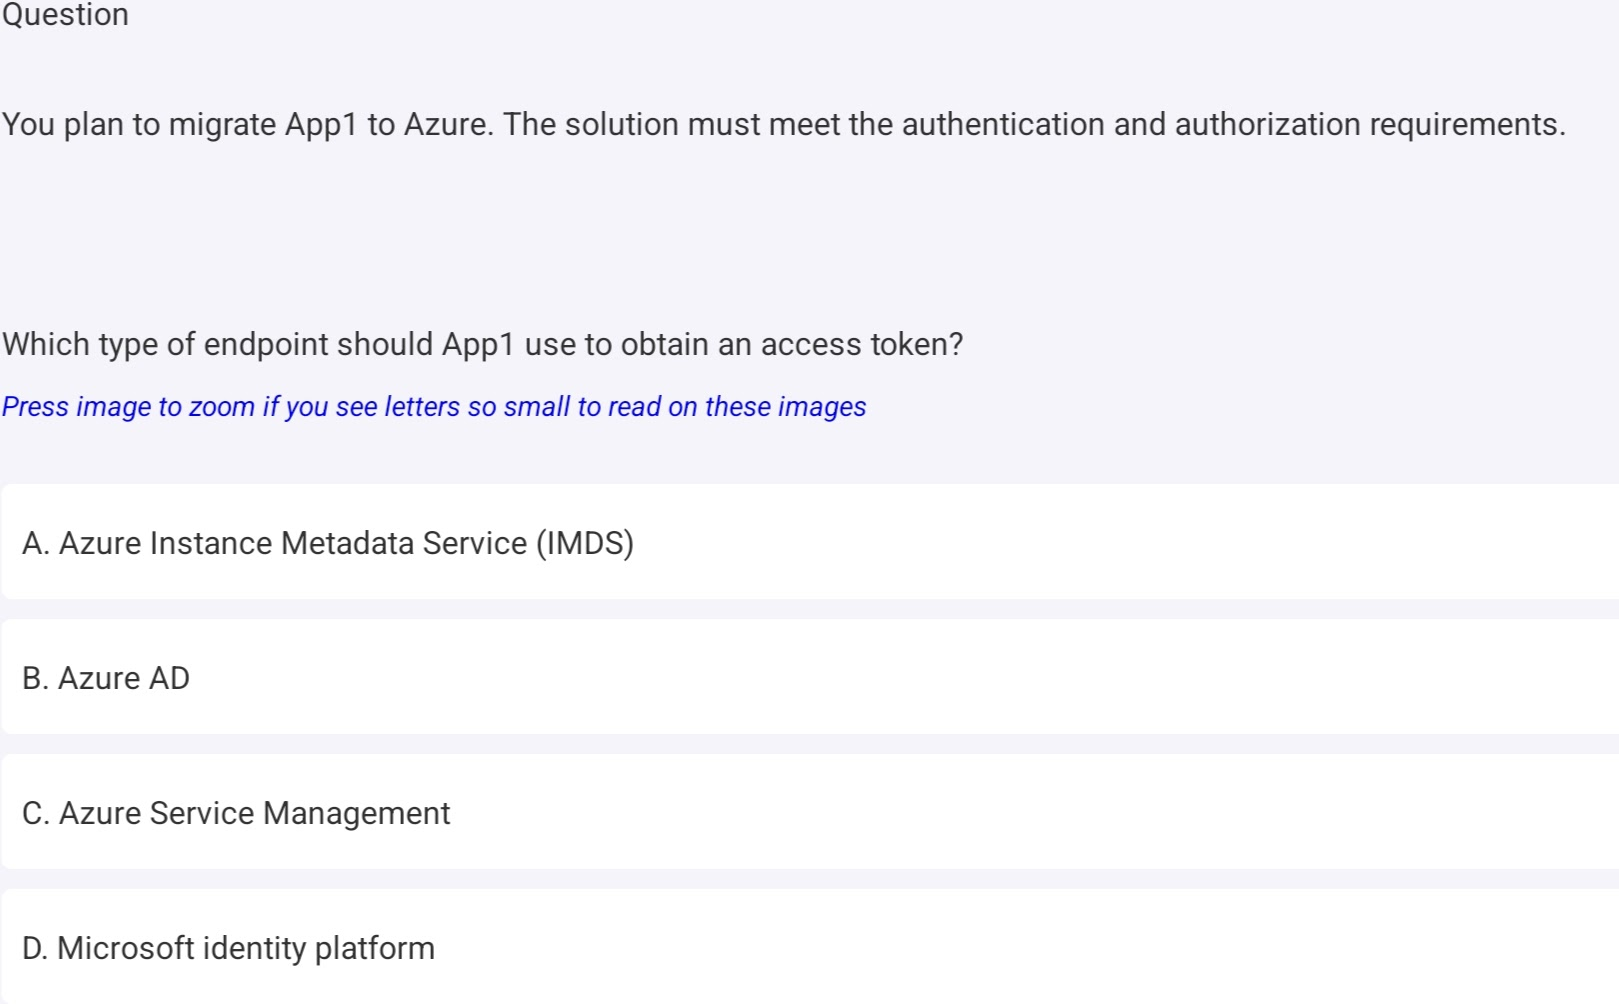 Question
You plan to migrate App1 to Azure. The solution must meet the authentication and authorization requirements.
Which type of endpoint should App1 use to obtain an access token?
Press image to zoom if you see letters so small to read on these images
A. Azure Instance Metadata Service (IMDS)
B. Azure AD
C. Azure Service Management
D. Microsoft identity platform